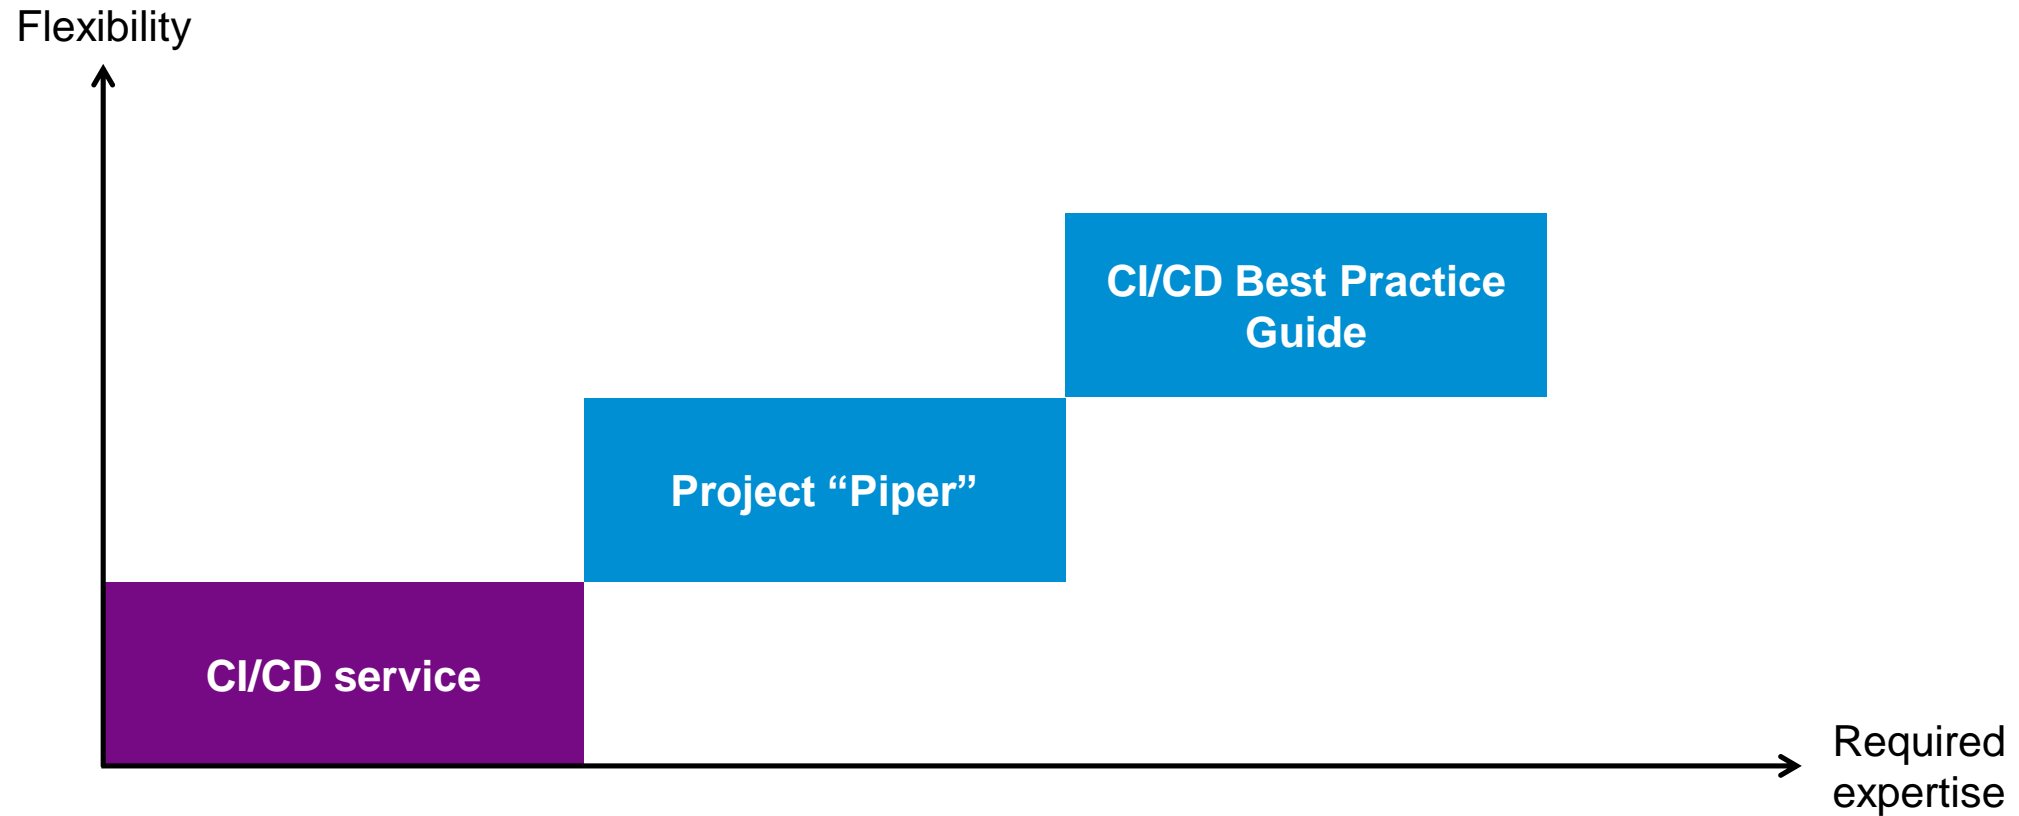 Flexibility
CI/CD Best Practice
Guide
Project “Piper”
CI/CD service
Required
expertise